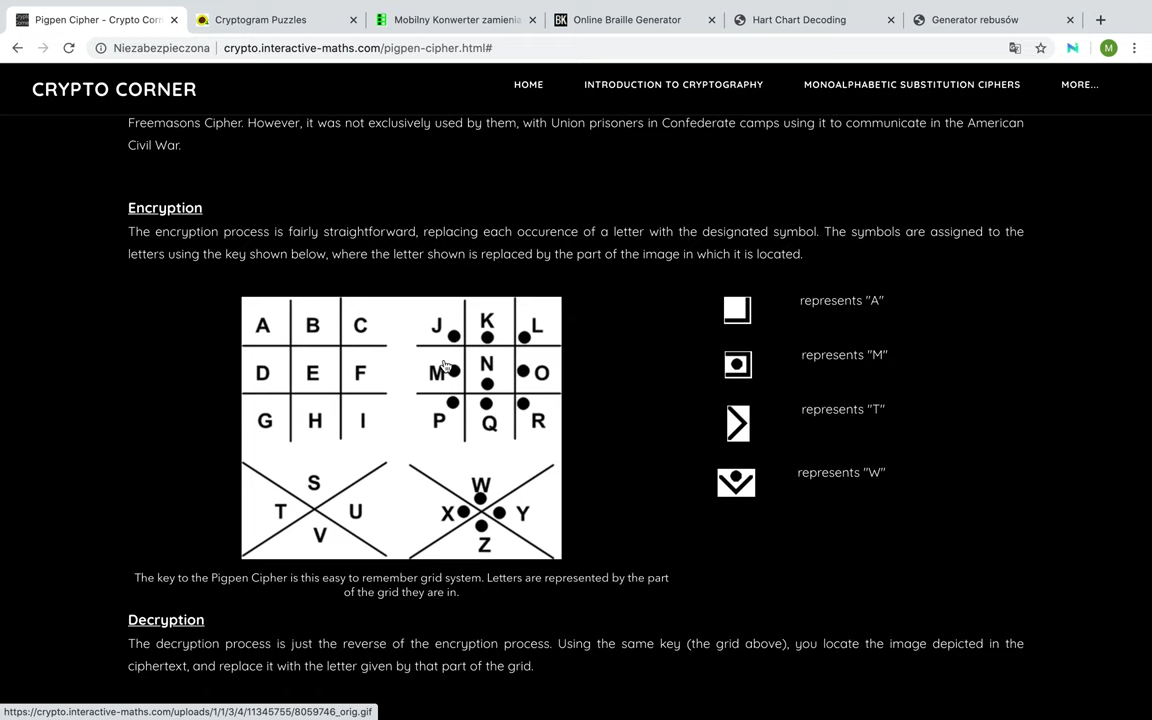 Pigpen Cipher - Crypto Corn
Cryptogram Puzzles
Mobilny Konwerter zamienia
BK Online Braille Generator
Hart Chart Decoding
Generator rebusów
Niezabezpieczona crypto.interactive-maths.com/pigpen-cipher.html#
M
CRYPTO CORNER
HOME
INTRODUCTION TO CRYPTOGRAPHY
MONOALPHABETIC SUBSTITUTION CIPHERS
MORE...
Freemasons Cipher. However, it was not exclusively used by them, with Union prisoners in Confederate camps using it to communicate in the American
Civil War.
Encryption
The encryption process is fairly straightforward, replacing each occurence of a letter with the designated symbol. The symbols are assigned to the
letters using the key shown below, where the letter shown is replaced by the part of the image in which it is located.
A B C
D E F
G H I
J K L
M N O
P Q R
S
T U
V
W
X Y
Z
represents "A"
represents "M"
represents "T"
represents "W"
The key to the Pigpen Cipher is this easy to remember grid system. Letters are represented by the part
of the grid they are in.
Decryption
The decryption process is just the reverse of the encryption process. Using the same key (the grid above), you locate the image depicted in the
ciphertext, and replace it with the letter given by that part of the grid.
https://crypto.interactive-maths.com/uploads/1/1/3/4/11345755/8059746_orig.gif